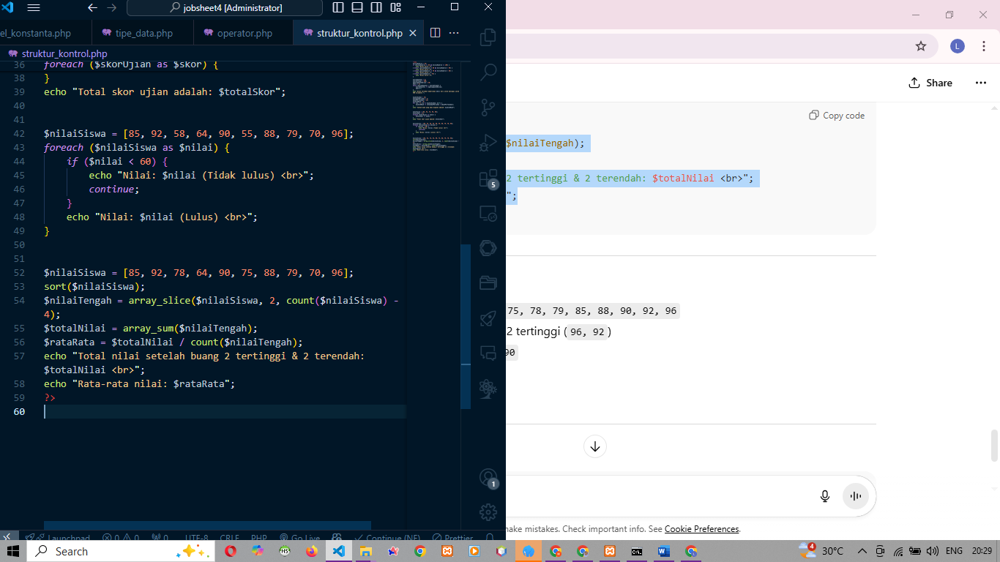 jobsheet4 [Administrator]
el_konstanta.php
tipe_data.php
operator.php
struktur_kontrol.php
struktur_kontrol.php
36 foreach ($skorUjian as $skor) {
38 }
39 echo "Total skor ujian adalah: $totalSkor";
40
41
42 $nilaiSiswa = [85, 92, 58, 64, 90, 55, 88, 79, 70, 96];
43 foreach ($nilaiSiswa as $nilai) {
44 if ($nilai < 60) {
45 echo "Nilai: $nilai (Tidak lulus) <br>";
46 continue;
47 }
48 echo "Nilai: $nilai (Lulus) <br>";
49 }
50
51
52 $nilaiSiswa = [85, 92, 78, 64, 90, 75, 88, 79, 70, 96];
53 sort($nilaiSiswa);
54 $nilaiTengah = array_slice($nilaiSiswa, 2, count($nilaiSiswa) -
4);
55 $totalNilai = array_sum($nilaiTengah);
56 $rataRata = $totalNilai / count($nilaiTengah);
57 echo "Total nilai setelah buang 2 tertinggi & 2 terendah:
$totalNilai <br>";
58 echo "Rata-rata nilai: $rataRata";
59 ?>
60
5
1
Launchpad
0
0
0
UTF-8
CRLF
PHP
Go Live
Continue (NE)
Prettier
L
Share
Copy code
$nilaiTengah);
2 tertinggi & 2 terendah: $totalNilai <br>";
";
75, 78, 79, 85, 88, 90, 92, 96
2 tertinggi (96, 92)
90
make mistakes. Check important info. See Cookie Preferences.
Search
4
30°C
ENG
20:29